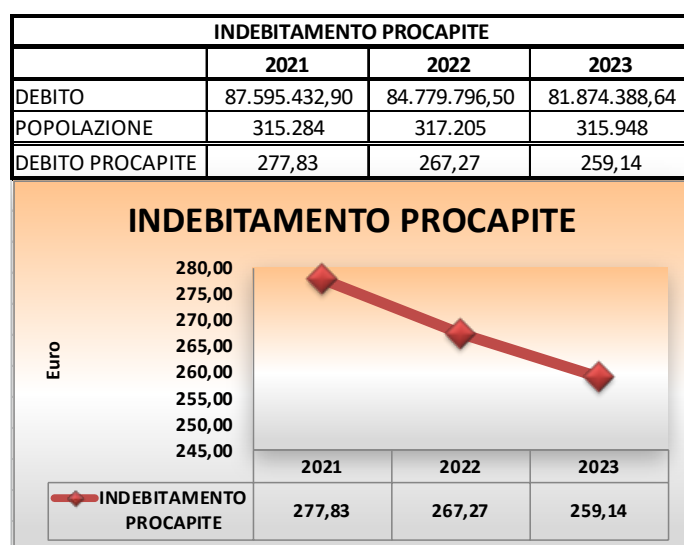 INDEBITAMENTO PROCAPITE
2021 2022 2023
DEBITO 87.595.432,90 84.779.796,50 81.874.388,64
POPOLAZIONE 315.284 317.205 315.948
DEBITO PROCAPITE 277,83 267,27 259,14
INDEBITAMENTO PROCAPITE
280,00
275,00
270,00
265,00
260,00
255,00
250,00
245,00
Euro
2021 2022 2023
INDEBITAMENTO
PROCAPITE
277,83 267,27 259,14